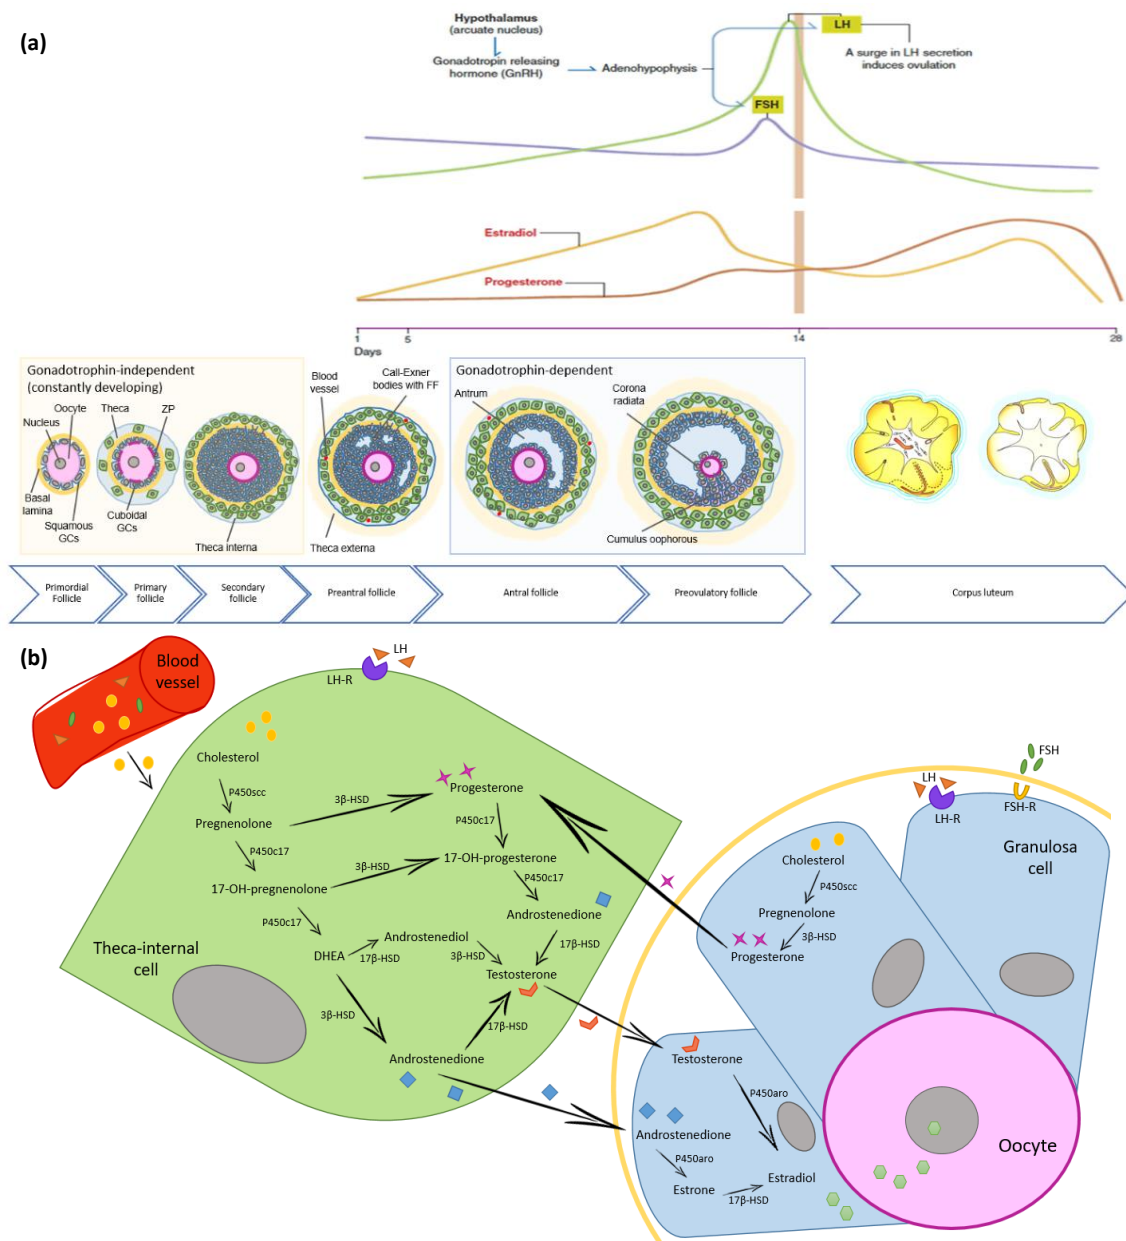 (a)
Hypothalamus
(arcuate nucleus)
Gonadotropin releasing
hormone (GnRH)
Adenohypophysis
LH
A surge in LH secretion
induces ovulation
FSH
Estradiol
Progesterone
1
5
14
28
Days
Gonadotrophin-independent
(constantly developing)
Oocyte
Theca
ZP
Nucleus
Basal
lamina
Squamous
GCs
Cuboidal
GCs
Theca interna
Blood
vessel
Call-Exner
bodies with FF
Theca externa
Gonadotrophin-dependent
Antrum
Corona
radiata
Cumulus oophorous
Primordial
Follicle
Primary
follicle
Secondary
follicle
Preantral follicle
Antral follicle
Preovulatory follicle
Corpus luteum
(b)
Blood
vessel
LH
LH-R
Cholesterol
P450scc
Pregnenolone
3β-HSD
Progesterone
P450c17
P450c17
17-OH-pregnenolone
3β-HSD
17-OH-progesterone
P450c17
P450c17
Androstenedione
DHEA
17β-HSD
Androstenediol
3β-HSD
17β-HSD
Testosterone
3β-HSD
17β-HSD
Androstenedione
Theca-internal
cell
FSH
LH
LH-R
FSH-R
Granulosa
cell
Cholesterol
P450scc
Pregnenolone
3β-HSD
Progesterone
Testosterone
P450aro
Androstenedione
P450aro
Estrone
17β-HSD
Estradiol
Oocyte